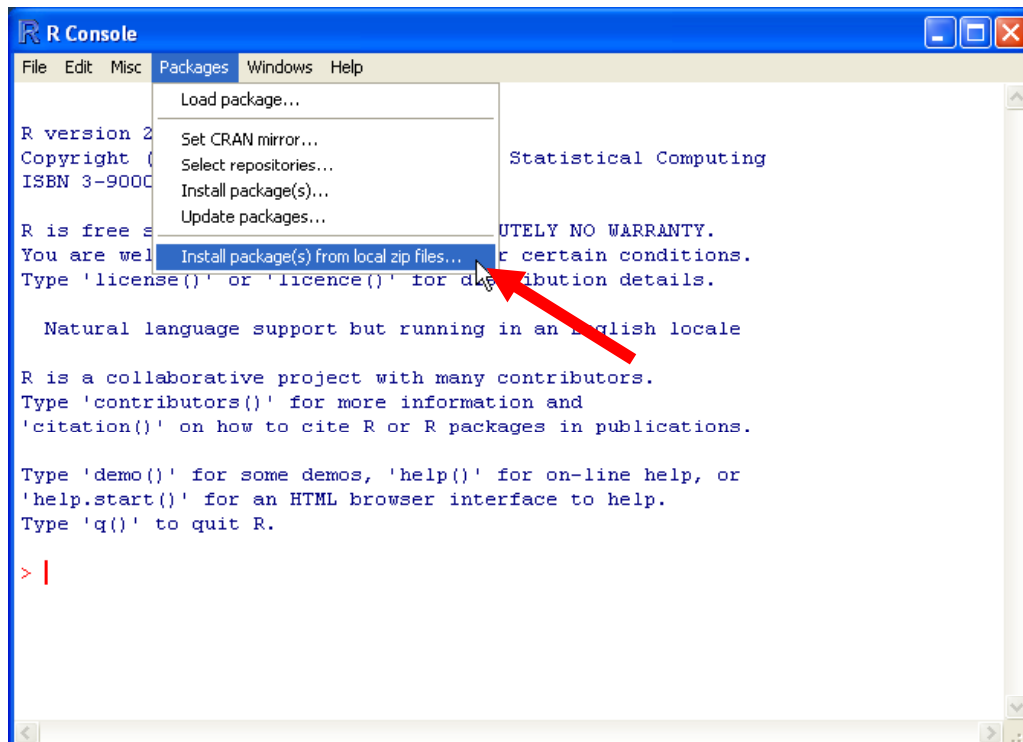 R Console
File Edit Misc Packages Windows Help
Load package...
Set CRAN mirror...
Select repositories...
Install package(s)...
Update packages...
Install package(s) from local zip files...
R version 2
Copyright ( Statistical Computing
ISBN 3-900
R is free UTELY NO WARRANTY.
You are wel r certain conditions.
Type 'license()' or 'licence()' for distribution details.
Natural language support but running in an English locale
R is a collaborative project with many contributors.
Type 'contributors()' for more information and
'citation()' on how to cite R or R packages in publications.
Type 'demo()' for some demos, 'help()' for on-line help, or
'help.start()' for an HTML browser interface to help.
Type 'q()' to quit R.
>